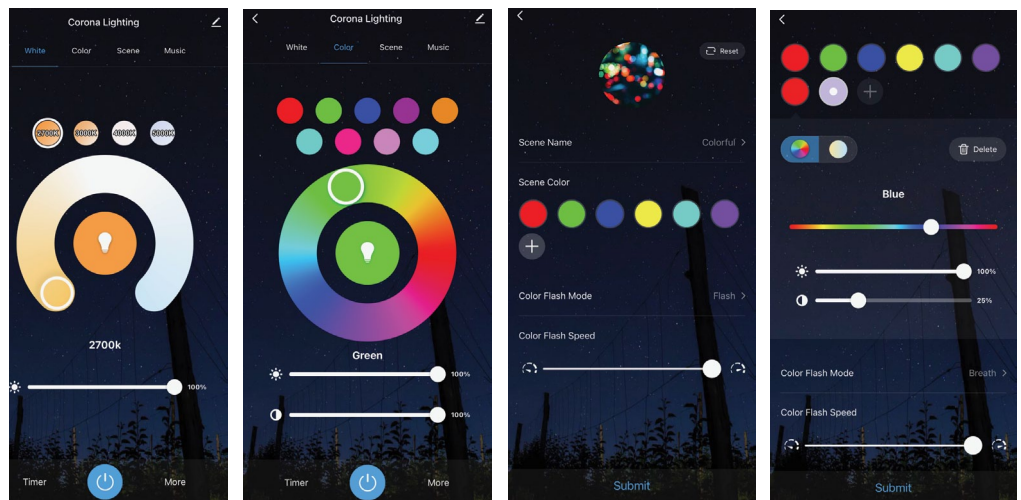 Corona Lighting
White Color Scene Music
2700K 3000K 4000K 5000K
2700k
100%
Timer More
Corona Lighting
White Color Scene Music
Green
100%
100%
Timer More
Reset
Scene Name Colorful >
Scene Color
Color Flash Mode Flash >
Color Flash Speed
Submit
Delete
Blue
100%
25%
Color Flash Mode Breath >
Color Flash Speed
Submit